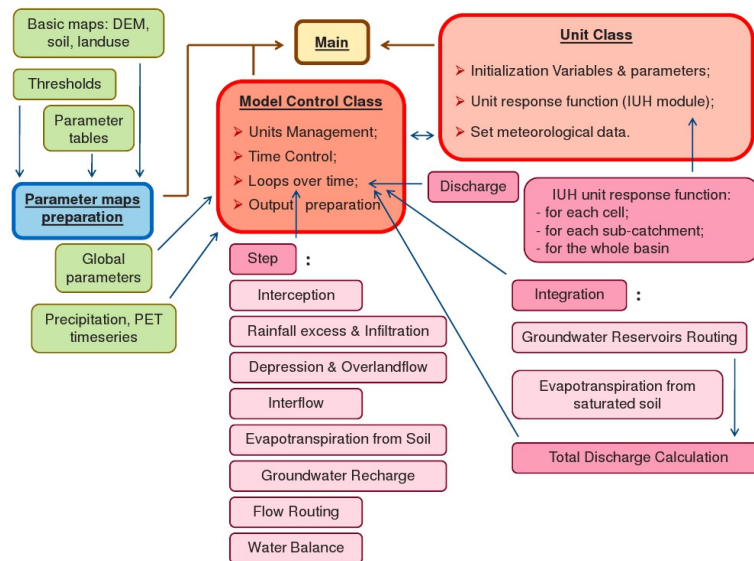 Basic maps: DEM,
soil, landuse
Thresholds
Parameter
tables
Parameter maps
preparation
Global
parameters
Precipitation, PET
timeseries
Main
Model Control Class
➤ Units Management;
➤ Time Control;
➤ Loops over time;
➤ Output preparation
Unit Class
➤ Initialization Variables & parameters;
➤ Unit response function (IUH module);
➤ Set meteorological data.
Discharge
IUH unit response function:
- for each cell;
- for each sub-catchment;
- for the whole basin
Step :
Interception
Rainfall excess & Infiltration
Depression & Overlandflow
Interflow
Evapotranspiration from Soil
Groundwater Recharge
Flow Routing
Water Balance
Integration :
Groundwater Reservoirs Routing
Evapotranspiration from
saturated soil
Total Discharge Calculation